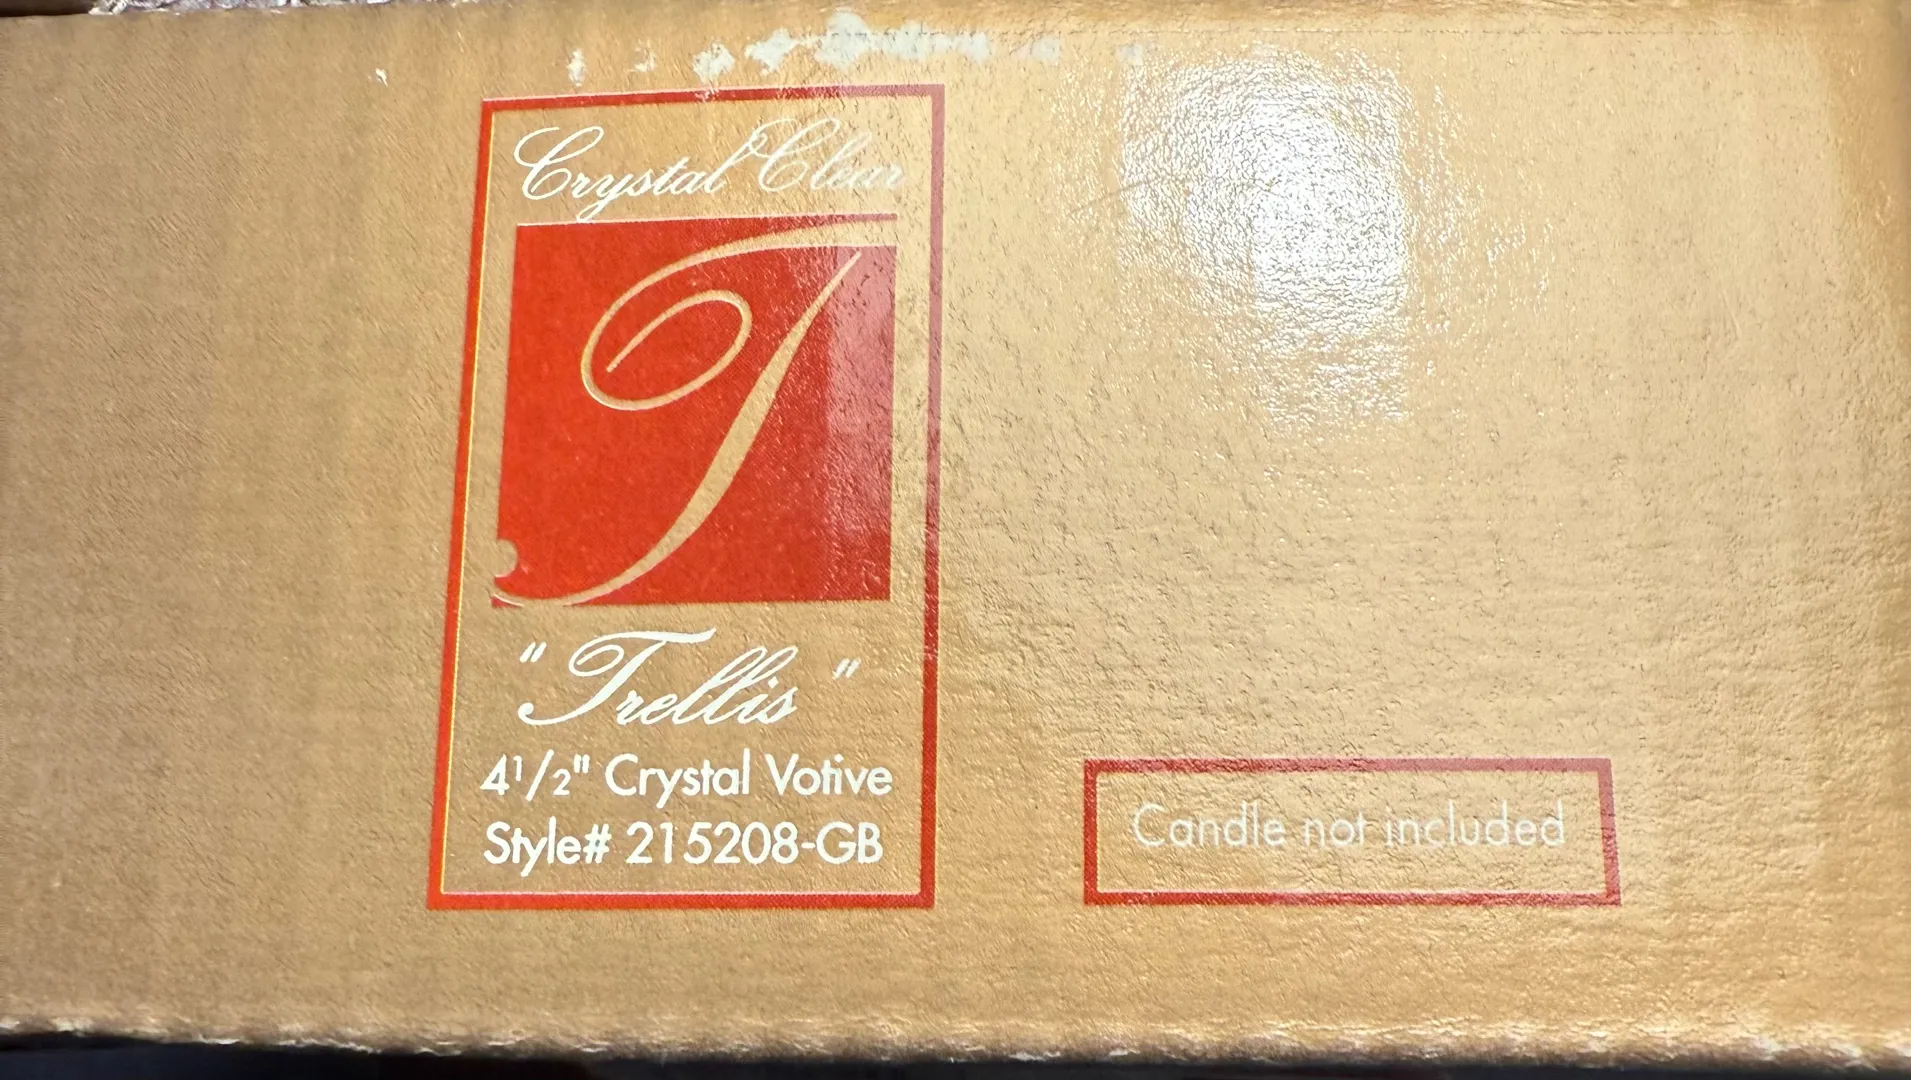 Crystal Clear
T
" Trellis "
4 1/2" Crystal Votive
Style# 215208-GB
Candle not included